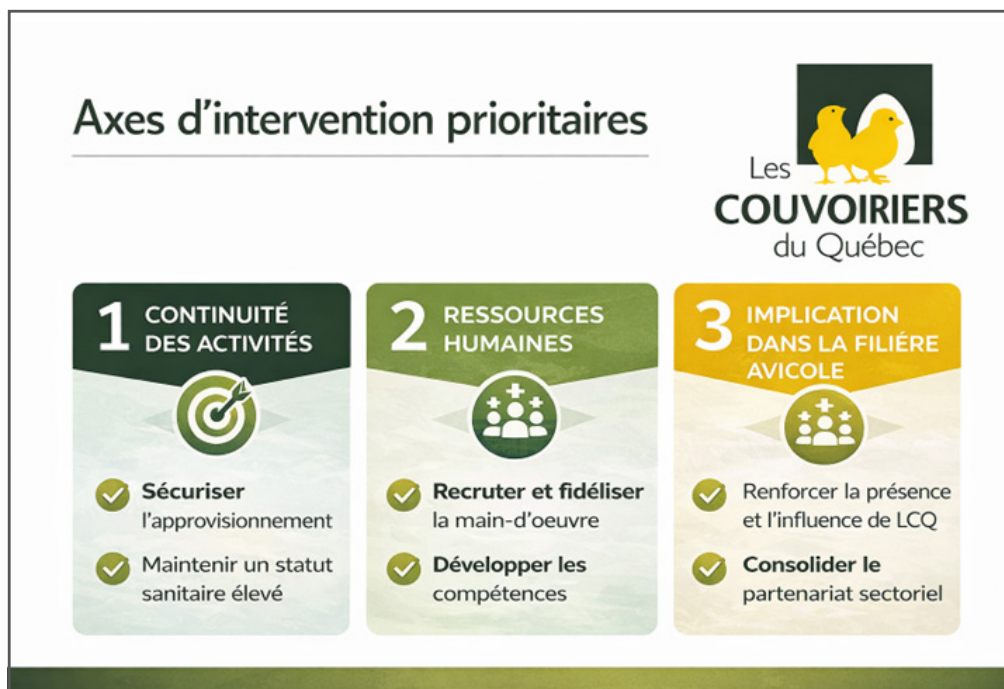 Axes d'intervention prioritaires
Les
COUVOIRIERS
du Québec
1 CONTINUITÉ
DES ACTIVITÉS
Sécuriser
l'approvisionnement
Maintenir un statut
sanitaire élevé
2 RESSOURCES
HUMAINES
Recruter et fidéliser
la main-d'oeuvre
Développer les
compétences
3 IMPLICATION
DANS LA FILIÉRE
AVICOLE
Renforcer la présence
et l'influence de LCQ
Consolider le
partenariat sectoriel